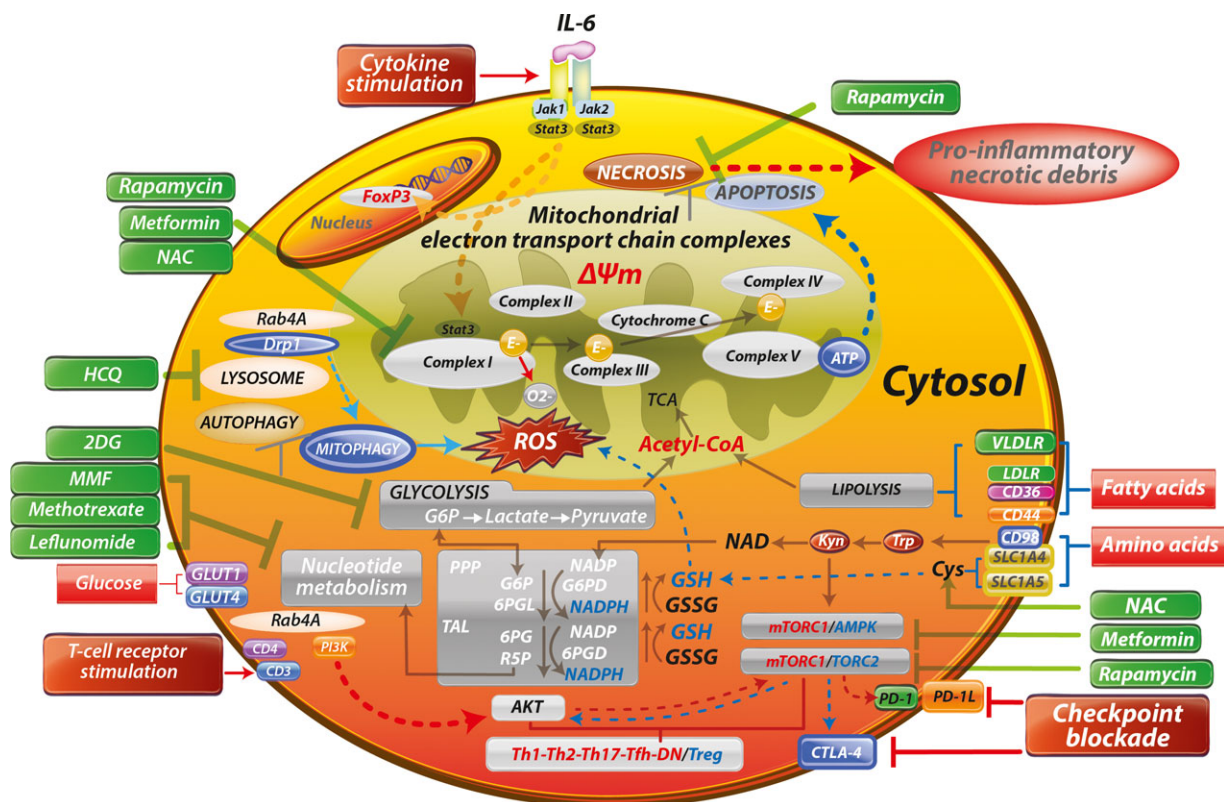 IL-6
Cytokine
stimulation
Jak1
Jak2
Stat3
Stat3
Rapamycin
NECROSIS
Pro-inflammatory
necrotic debris
APOPTOSIS
FoxP3
Nucleus
Rapamycin
Metformin
NAC
Mitochondrial
electron transport chain complexes
ΔΨm
Complex II
Complex IV
Cytochrome C
E-
Stat3
E-
E-
Complex I
Complex III
Complex V
ATP
O2-
Rab4A
Drp1
HCQ
LYSOSOME
Cytosol
TCA
AUTOPHAGY
MITOPHAGY
ROS
Acetyl-CoA
2DG
MMF
Methotrexate
Leflunomide
GLYCOLYSIS
G6P → Lactate → Pyruvate
LIPOLYSIS
VLDLR
LDLR
CD36
CD44
Fatty acids
CD98
SLC1A4
SLC1A5
Amino acids
Cys
NAD
Kyn
Trp
Glucose
GLUT1
GLUT4
Nucleotide
metabolism
PPP
TAL
G6P
6PGL
6PG
R5P
NADP
G6PD
NADPH
NADP
6PGD
NADPH
GSH
GSSG
GSH
GSSG
NAC
Metformin
Rapamycin
mTORC1/AMPK
mTORC1/TORC2
Rab4A
T-cell receptor
stimulation
CD4
CD3
PI3K
AKT
PD-1
PD-1L
Checkpoint
blockade
Th1-Th2-Th17-Tfh-DN/Treg
CTLA-4